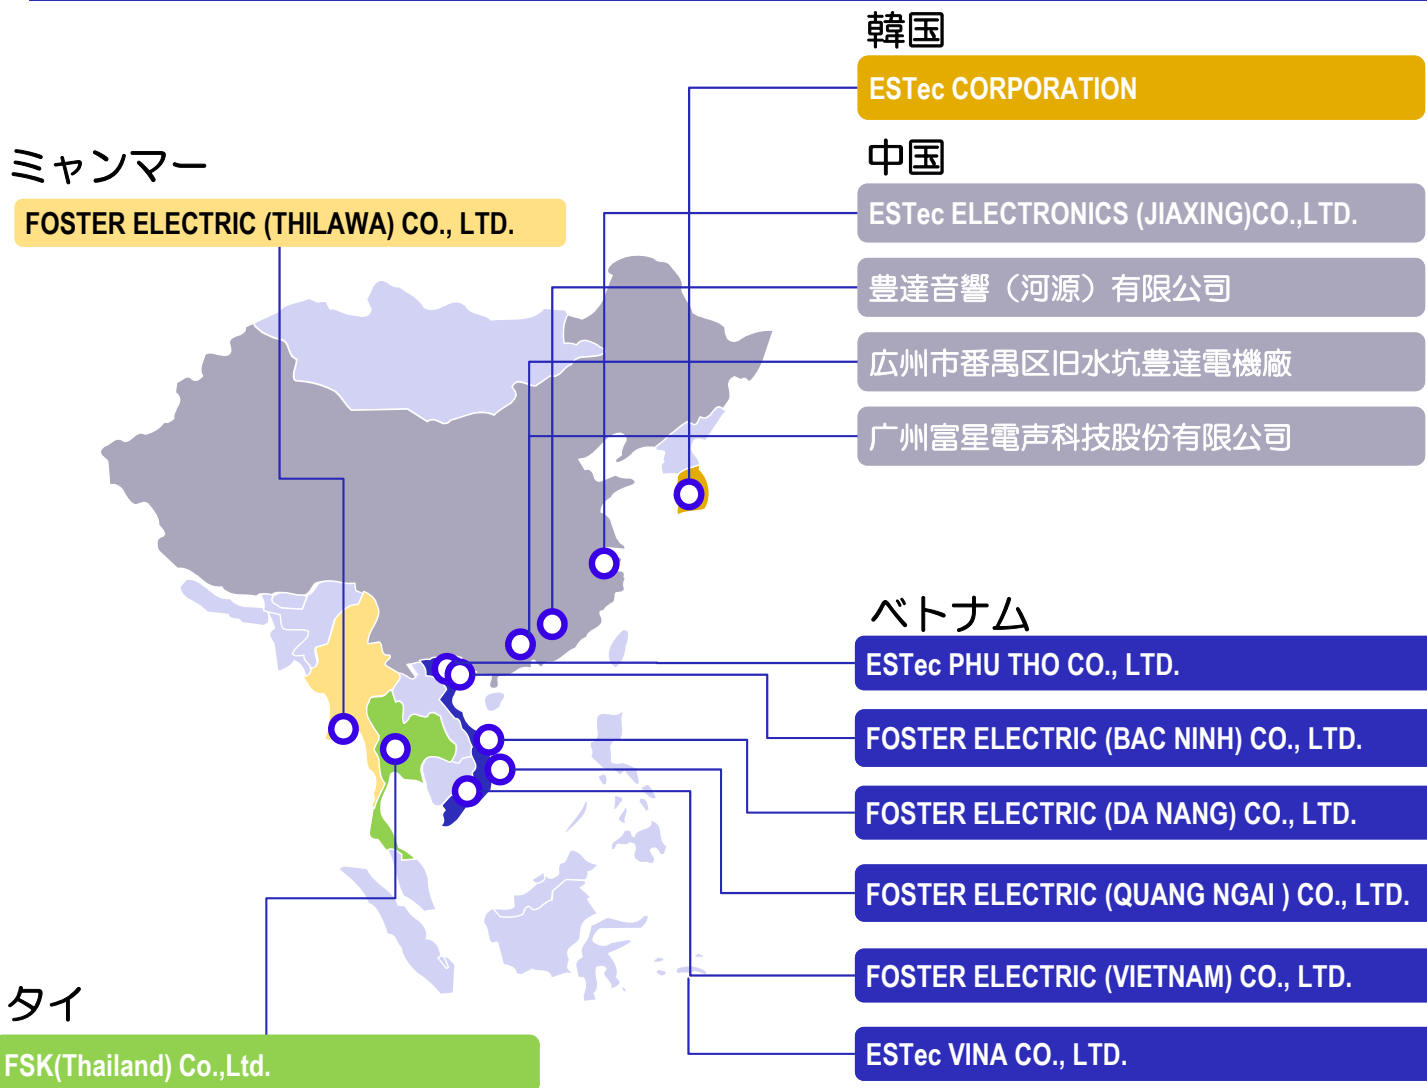 韓国
ESTec CORPORATION
中国
ESTec ELECTRONICS (JIAXING)CO.,LTD.
豊達音響（河源）有限公司
広州市番禺区旧水坑豊達電機廠
广州富星電声科技股份有限公司
ミャンマー
FOSTER ELECTRIC (THILAWA) CO., LTD.
ベトナム
ESTec PHU THO CO., LTD.
FOSTER ELECTRIC (BAC NINH) CO., LTD.
FOSTER ELECTRIC (DA NANG) CO., LTD.
FOSTER ELECTRIC (QUANG NGAI ) CO., LTD.
FOSTER ELECTRIC (VIETNAM) CO., LTD.
ESTec VINA CO., LTD.
タイ
FSK(Thailand) Co.,Ltd.